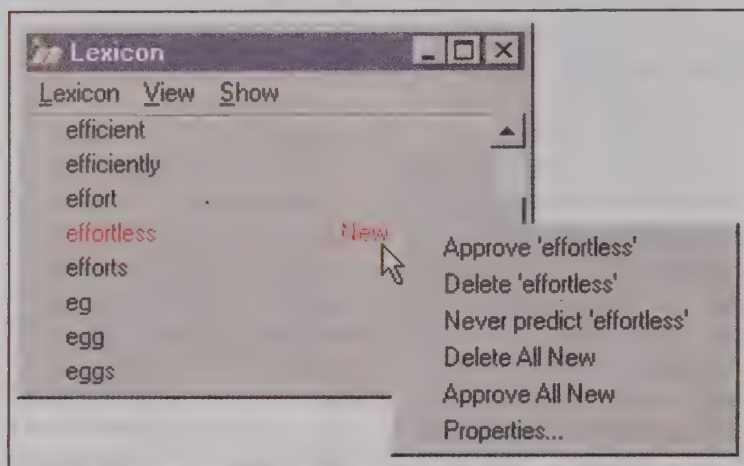 Lexicon
Lexicon View Show
efficient
efficiently
effort
effortless New
efforts
eg
egg
eggs
Approve 'effortless'
Delete 'effortless'
Never predict 'effortless'
Delete All New
Approve All New
Properties...